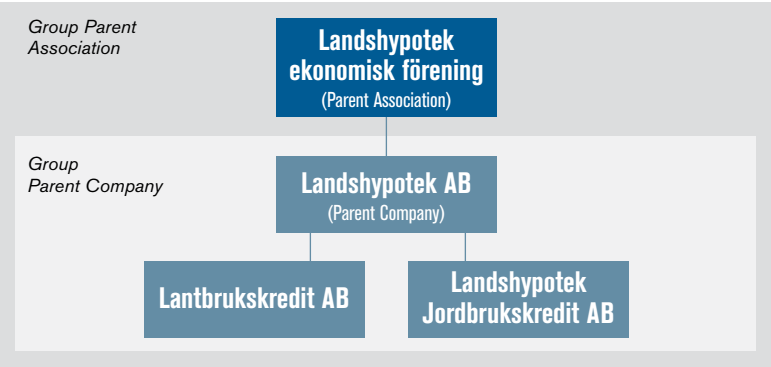 Group Parent
Association
Landshypotek
ekonomisk förening
(Parent Association)
Group
Parent Company
Landshypotek AB
(Parent Company)
Lantbrukskredit AB
Landshypotek
Jordbrukskredit AB